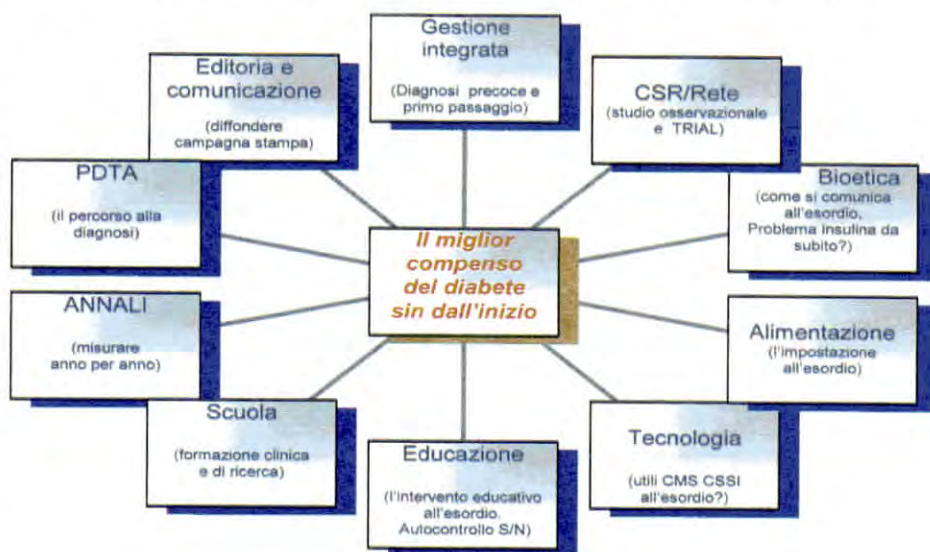 Gestione
integrata
(Diagnosi precoce e
primo passaggio)
Editoria e
comunicazione
(diffondere
campagna stampa)
CSR/Rete
(studio osservazionale
e TRIAL)
PDTA
(il percorso alla
diagnosi)
Bioetica
(come si comunica
all'esordio,
Problema insulina da
subito?)
Il miglior
compenso
del diabete
sin dall'inizio
ANNALI
(misurare
anno per anno)
Alimentazione
(l'impostazione
all'esordio)
Scuola
(formazione clinica
e di ricerca)
Educazione
(l'intervento educativo
all'esordio.
Autocontrollo S/N)
Tecnologia
(utili CMS CSSI
all'esordio?)